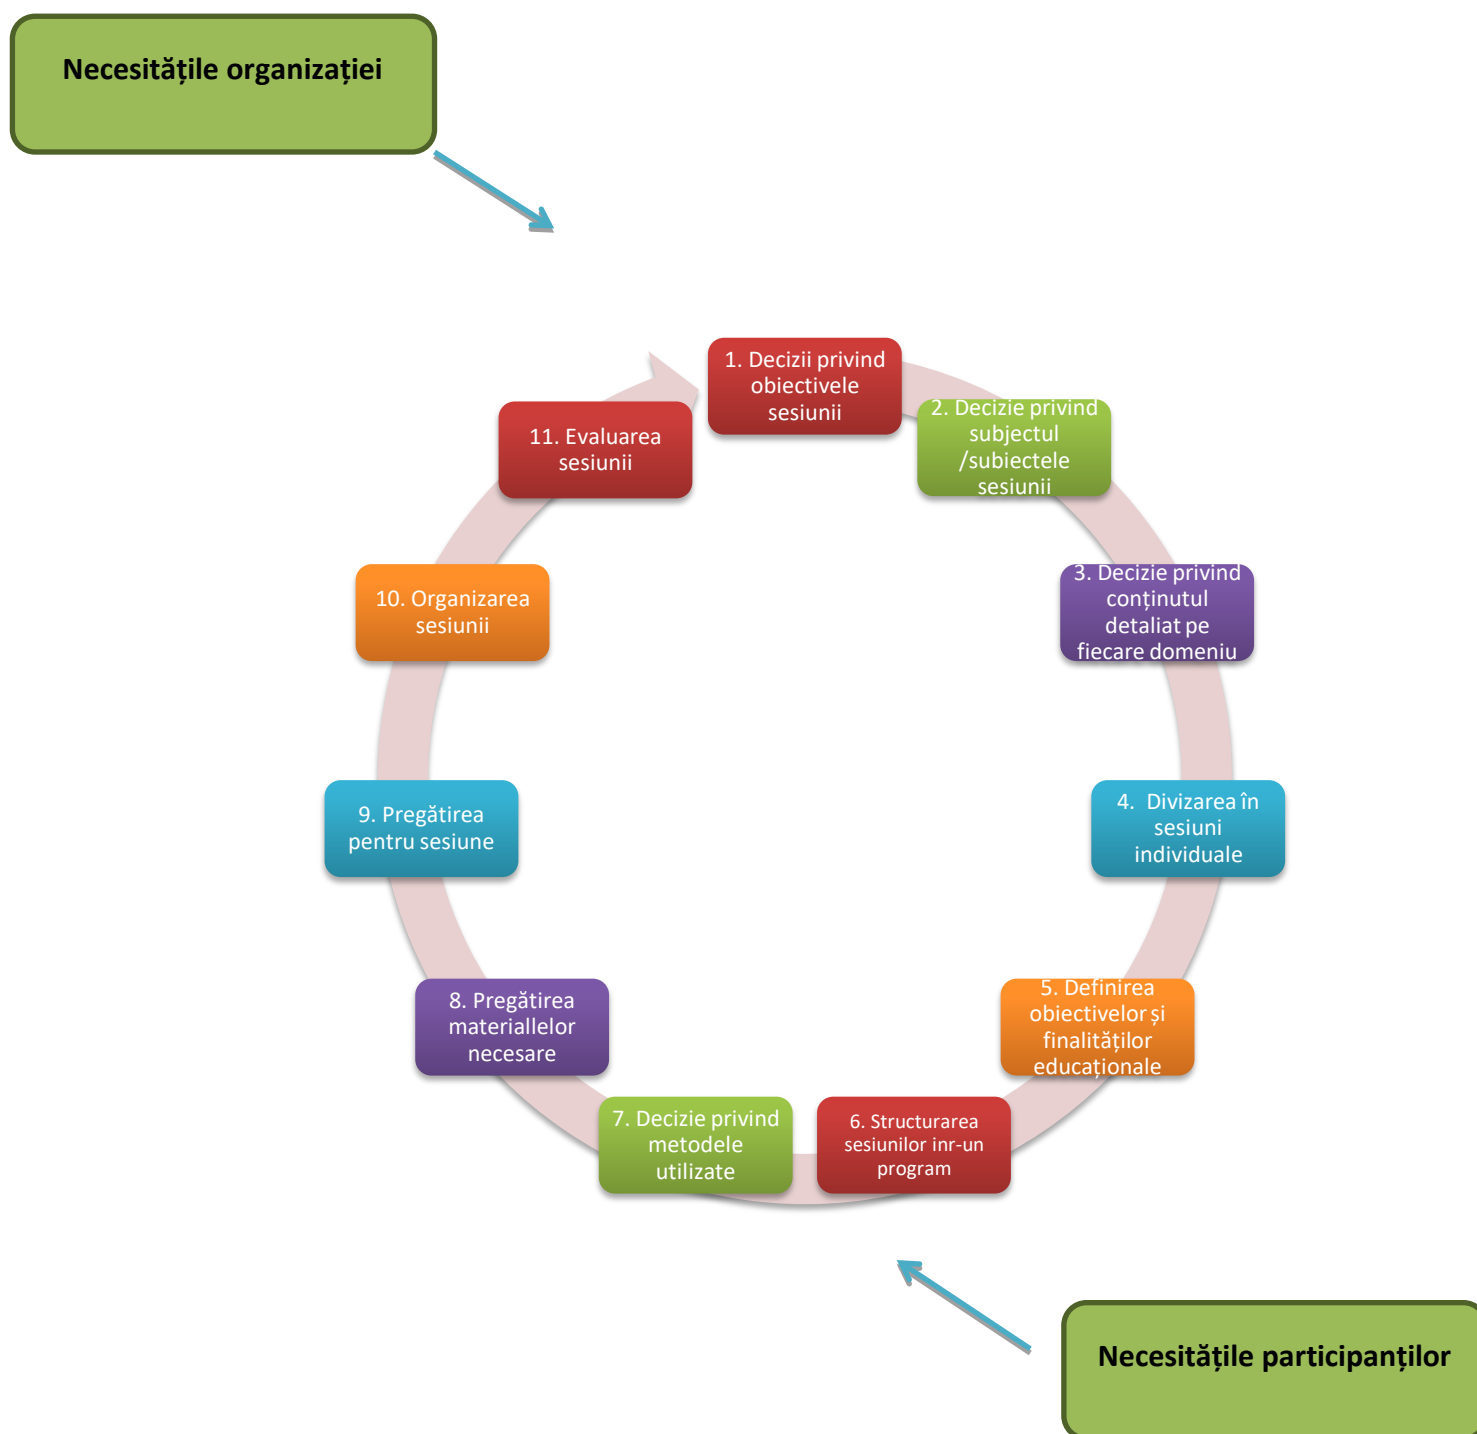 Necesitățile organizației
1. Decizii privind
obiectivele
sesiunii
2. Decizie privind
subjectul
/subiectele
sesiunii
3. Decizie privind
conținutul
detaliat pe
fiecare domeniu
4. Divizarea în
sesiuni
individuale
5. Definirea
obiectivelor și
finalităților
educaționale
6. Structurarea
sesiunilor inr-un
program
7. Decizie privind
metodele
utilizate
8. Pregătirea
materiallelor
necesare
9. Pregătirea
pentru sesiune
10. Organizarea
sesiunii
11. Evaluarea
sesiunii
Necesitățile participanților